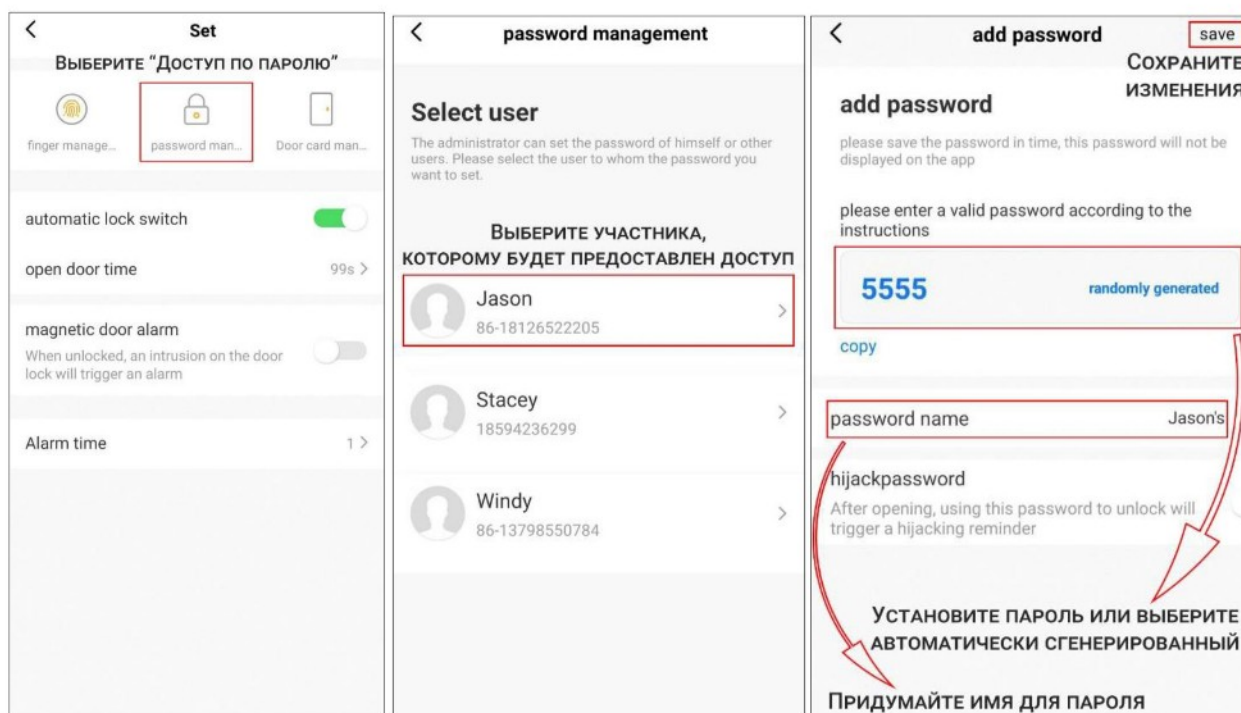 Set
ВЫБЕРИТЕ “ДОСТУП ПО ПАРОЛЮ”
finger manage...
password man...
Door card man...
automatic lock switch
open door time
99s >
magnetic door alarm
When unlocked, an intrusion on the door
lock will trigger an alarm
Alarm time
1 >
password management
Select user
The administrator can set the password of himself or other
users. Please select the user to whom the password you
want to set.
ВЫБЕРИТЕ УЧАСТНИКА,
КОТОРОМУ БУДЕТ ПРЕДОСТАВЛЕН ДОСТУП
Jason
86-18126522205
Stacey
18594236299
Windy
86-13798550784
add password
save
СОХРАНИТЕ
ИЗМЕНЕНИЯ
add password
please save the password in time, this password will not be
displayed on the app
please enter a valid password according to the
instructions
5555
randomly generated
copy
password name
Jason's
hijackpassword
After opening, using this password to unlock will
trigger a hijacking reminder
УСТАНОВИТЕ ПАРОЛЬ ИЛИ ВЫБЕРИТЕ
АВТОМАТИЧЕСКИ СГЕНЕРИРОВАННЫЙ
ПРИДУМАЙТЕ ИМЯ ДЛЯ ПАРОЛЯ